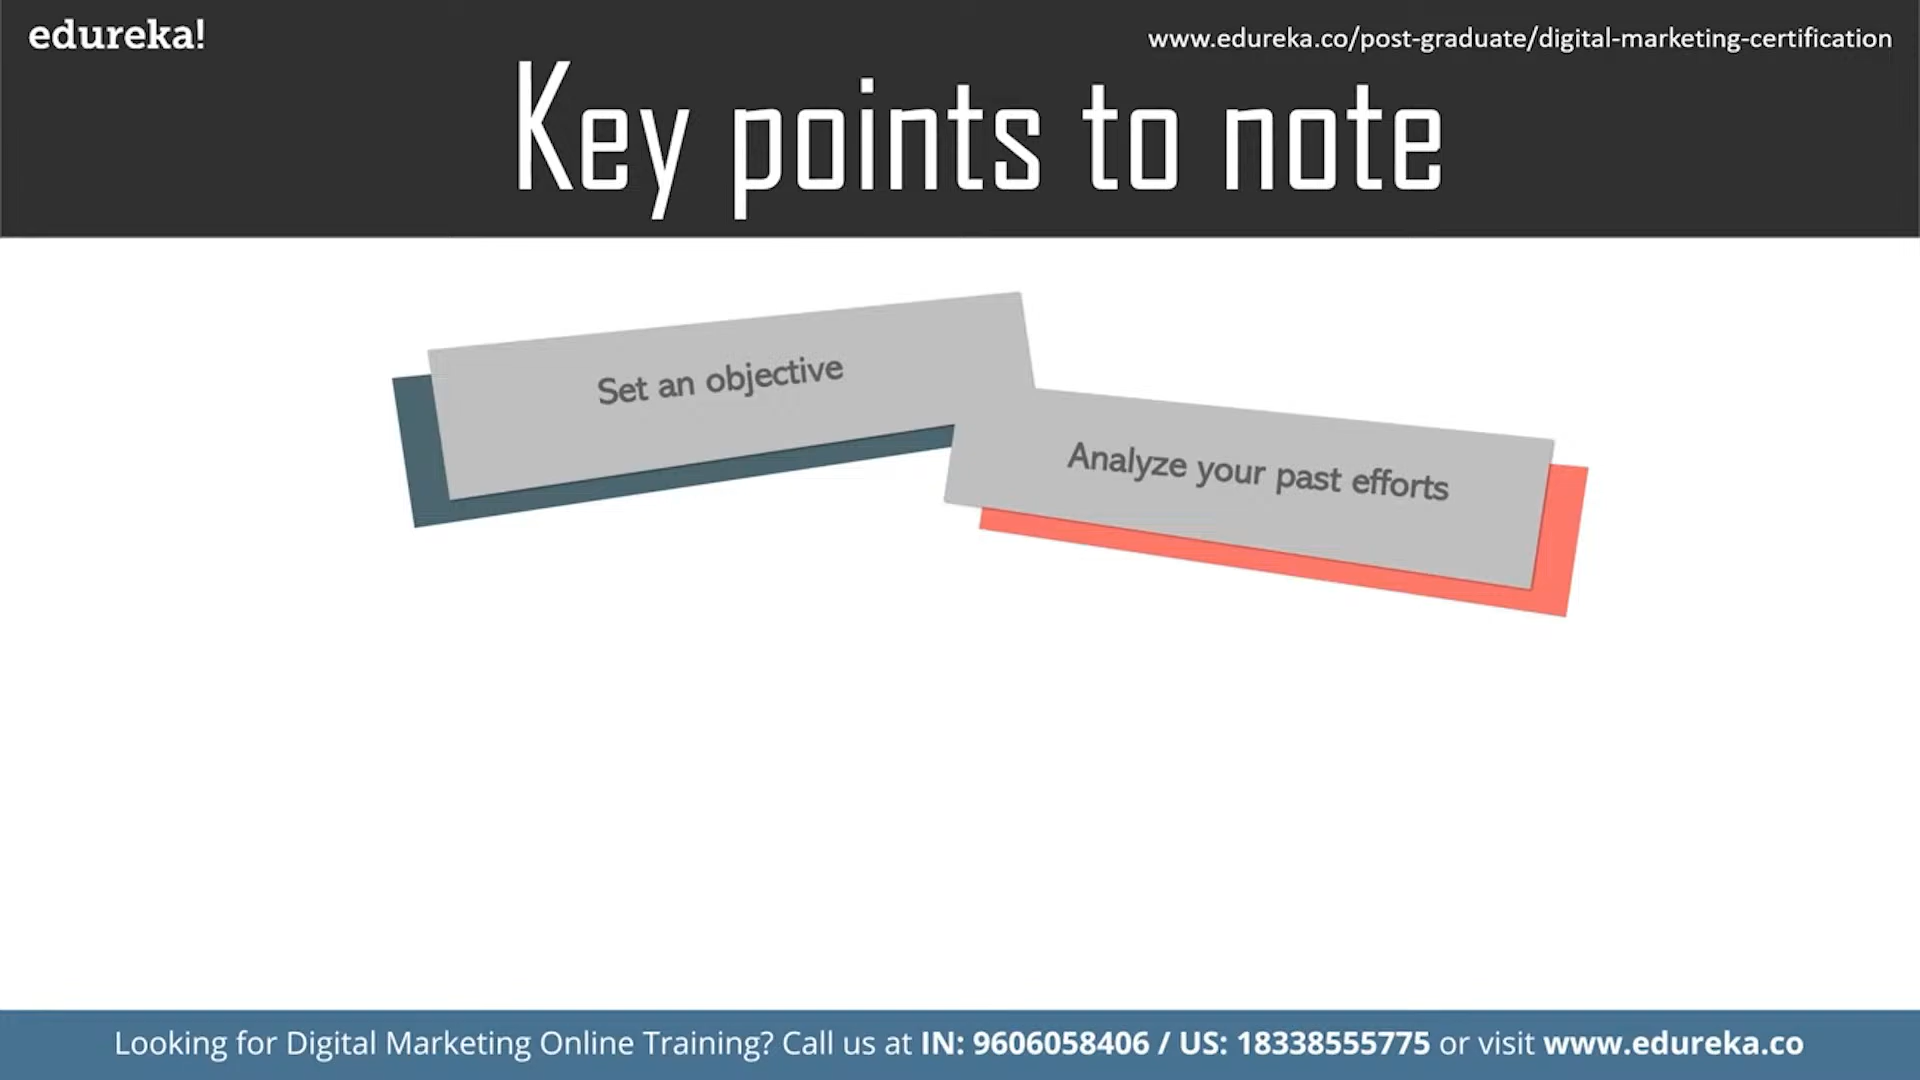 edureka!
www.edureka.co/post-graduate/digital-marketing-certification
Key points to note
Set an objective
Analyze your past efforts
Looking for Digital Marketing Online Training? Call us at IN: 9606058406 / US: 18338555775 or visit www.edureka.co